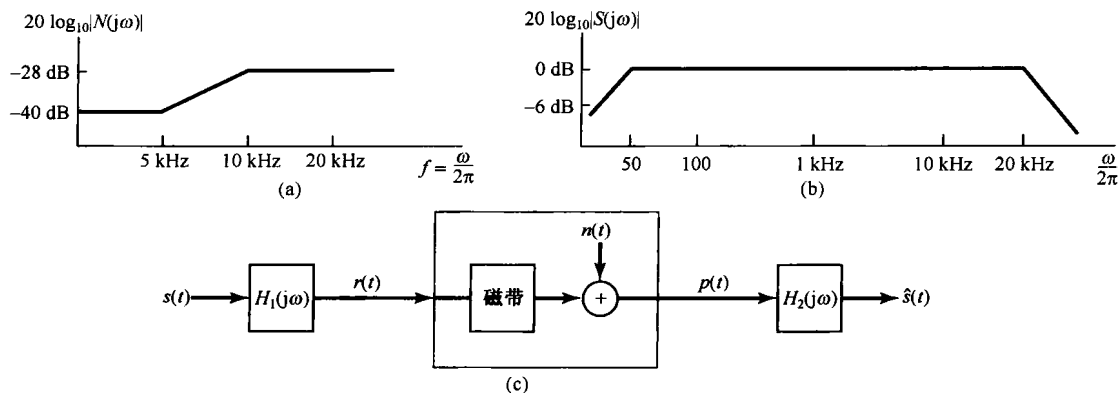 20 log₁₀|N(jω)|
−28 dB
−40 dB
5 kHz
10 kHz
20 kHz
f = ω/2π
(a)
20 log₁₀|S(jω)|
0 dB
−6 dB
50
100
1 kHz
10 kHz
20 kHz
ω/2π
(b)
s(t)
H₁(jω)
r(t)
磁带
n(t)
+
p(t)
H₂(jω)
ŝ(t)
(c)